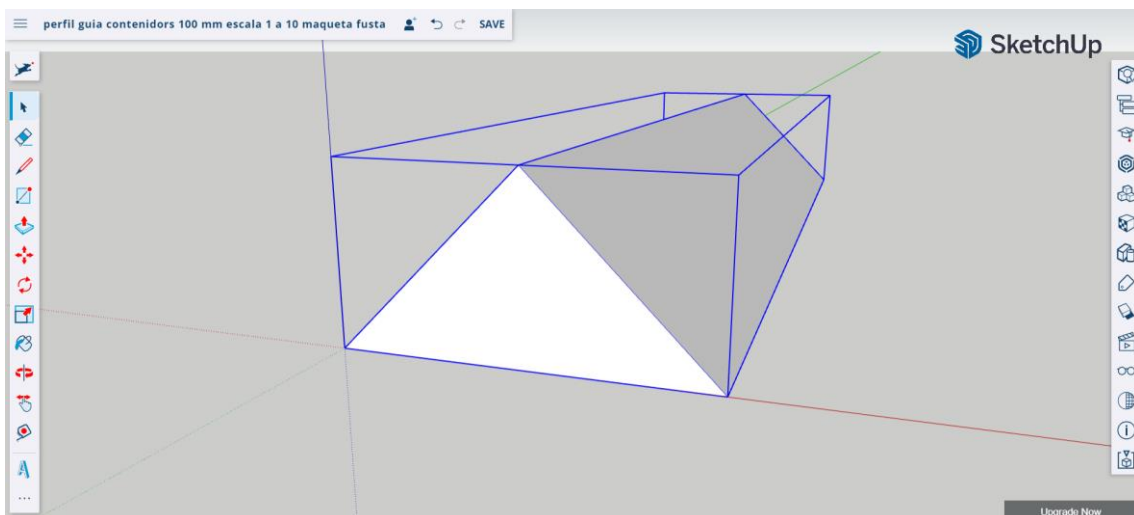 perfil guia contenidors 100 mm escala 1 a 10 maqueta fusta SAVE
SketchUp
Upgrade Now